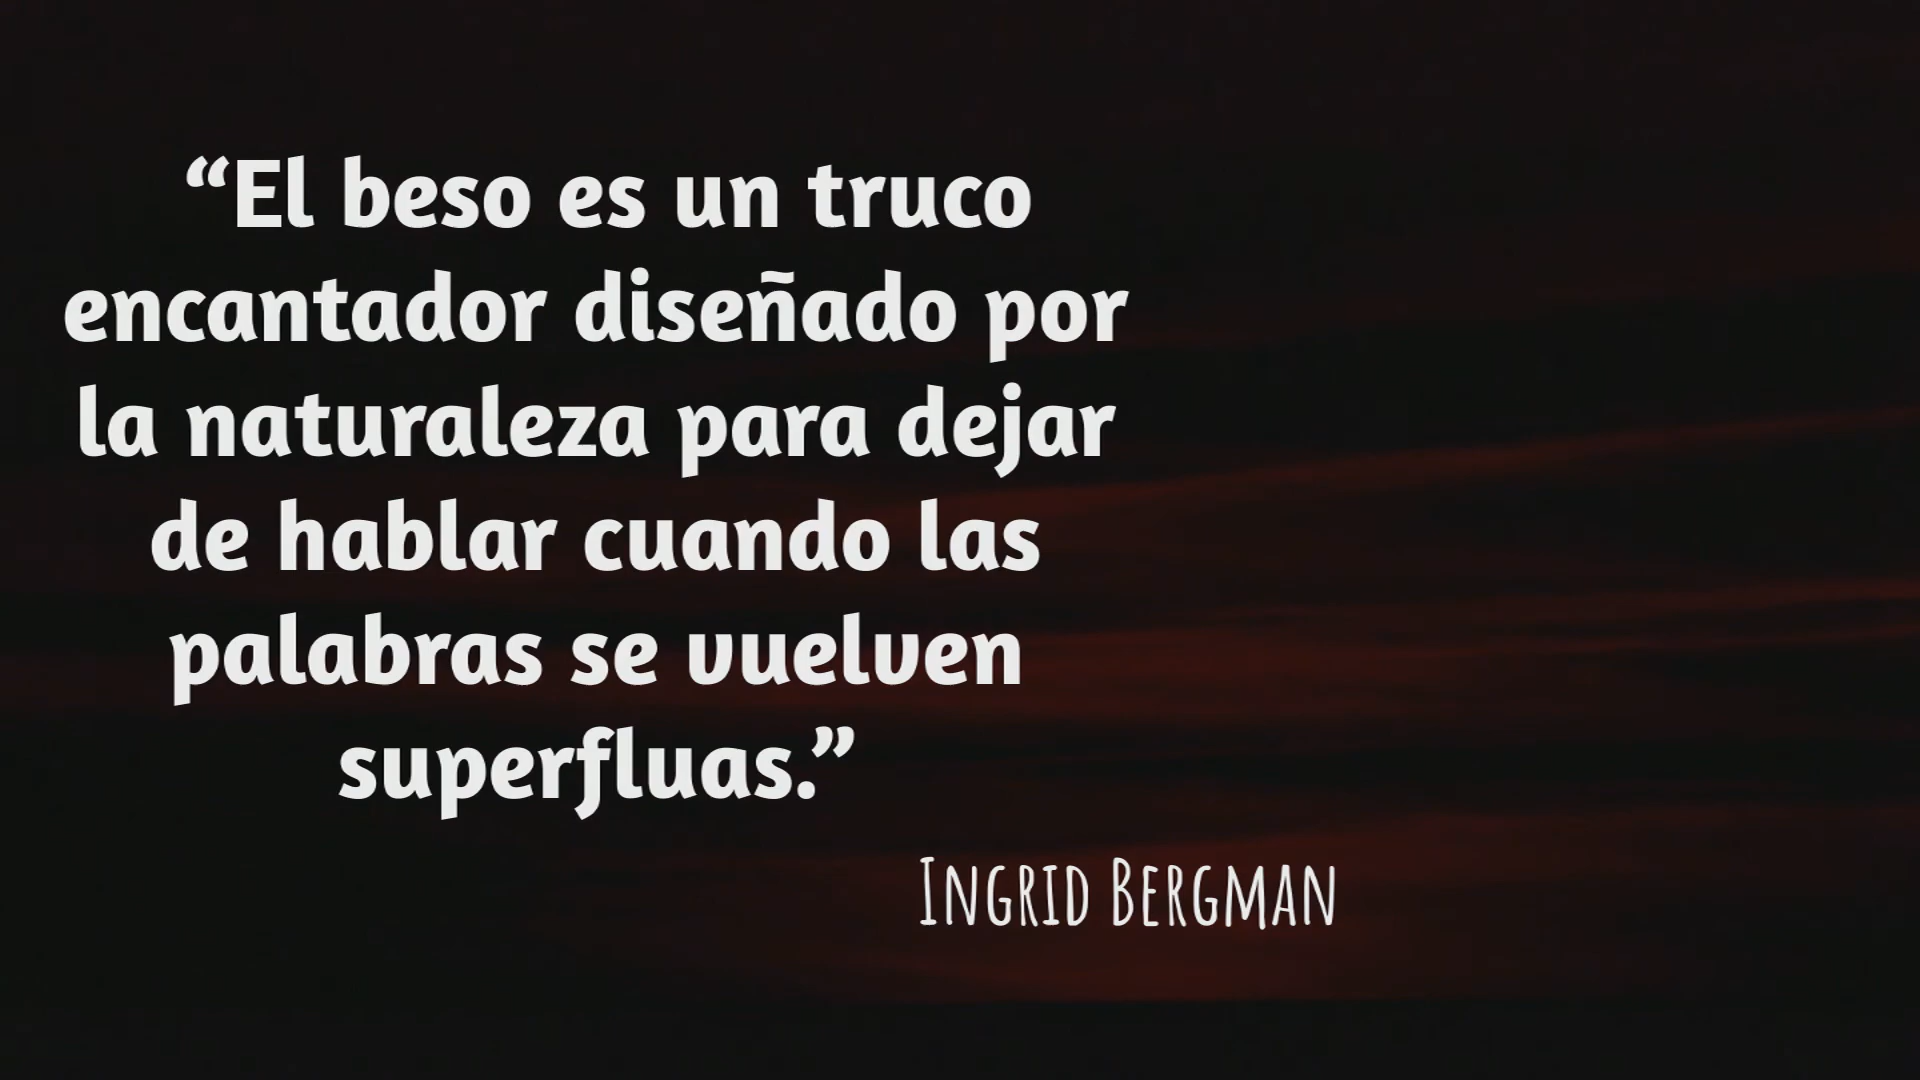 “El beso es un truco
encantador diseñado por
la naturaleza para dejar
de hablar cuando las
palabras se vuelven
superfluas.”
Ingrid Bergman